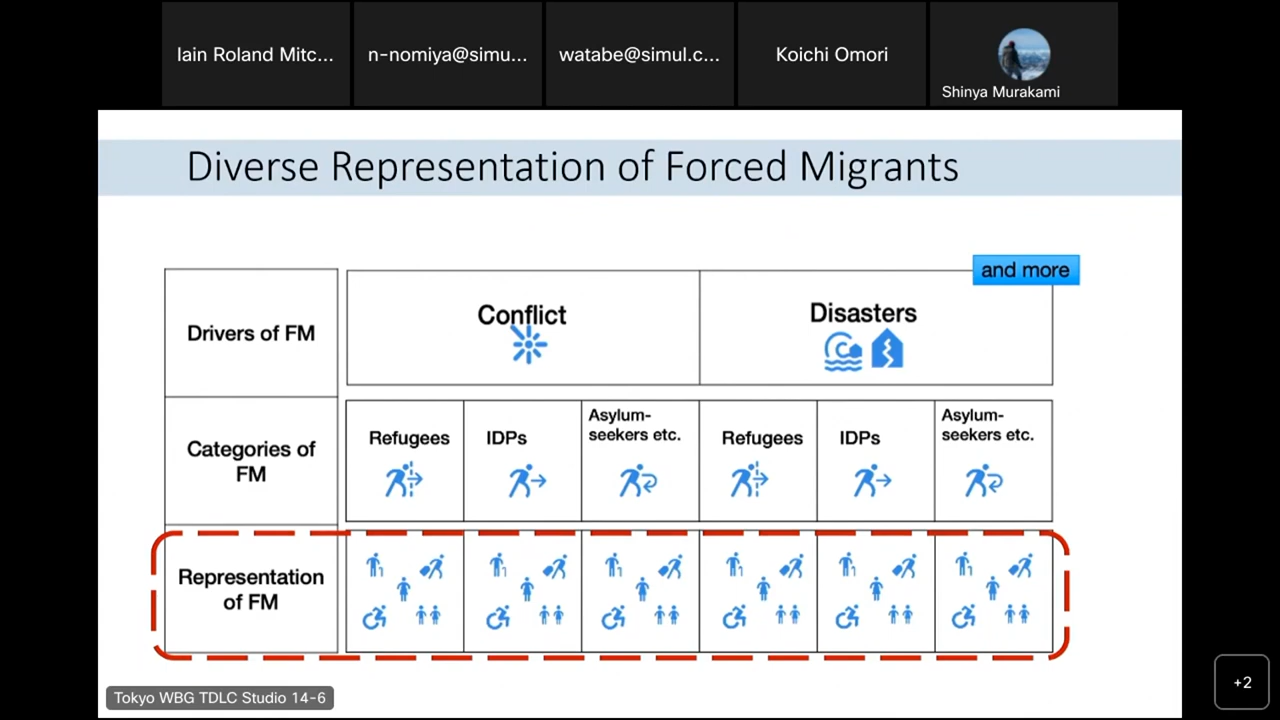 Iain Roland Mitc...
n-nomiya@simu...
watabe@simul.c...
Koichi Omori
Shinya Murakami
Diverse Representation of Forced Migrants
and more
Drivers of FM
Conflict
Disasters
Categories of
FM
Refugees
IDPs
Asylum-
seekers etc.
Refugees
IDPs
Asylum-
seekers etc.
Representation
of FM
Tokyo WBG TDLC Studio 14-6
+2